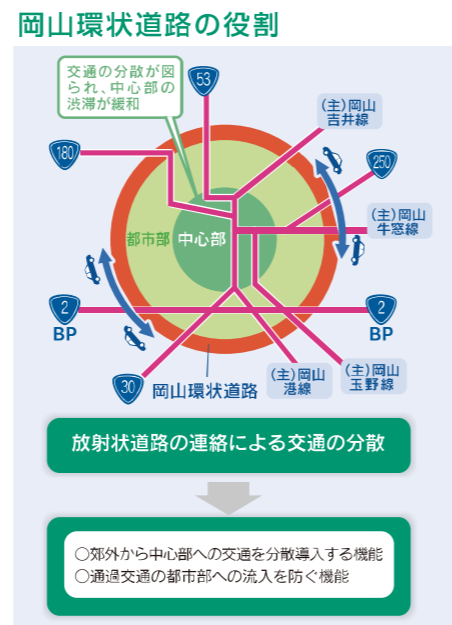 岡山環状道路の役割
交通の分散が図
られ、中心部の
渋滞が緩和
53
(主)岡山
吉井線
180
250
(主)岡山
牛窓線
都市部
中心部
2
BP
2
BP
30
岡山環状道路
(主)岡山
港線
(主)岡山
玉野線
放射状道路の連絡による交通の分散
○郊外から中心部への交通を分散導入する機能
○通過交通の都市部への流入を防ぐ機能